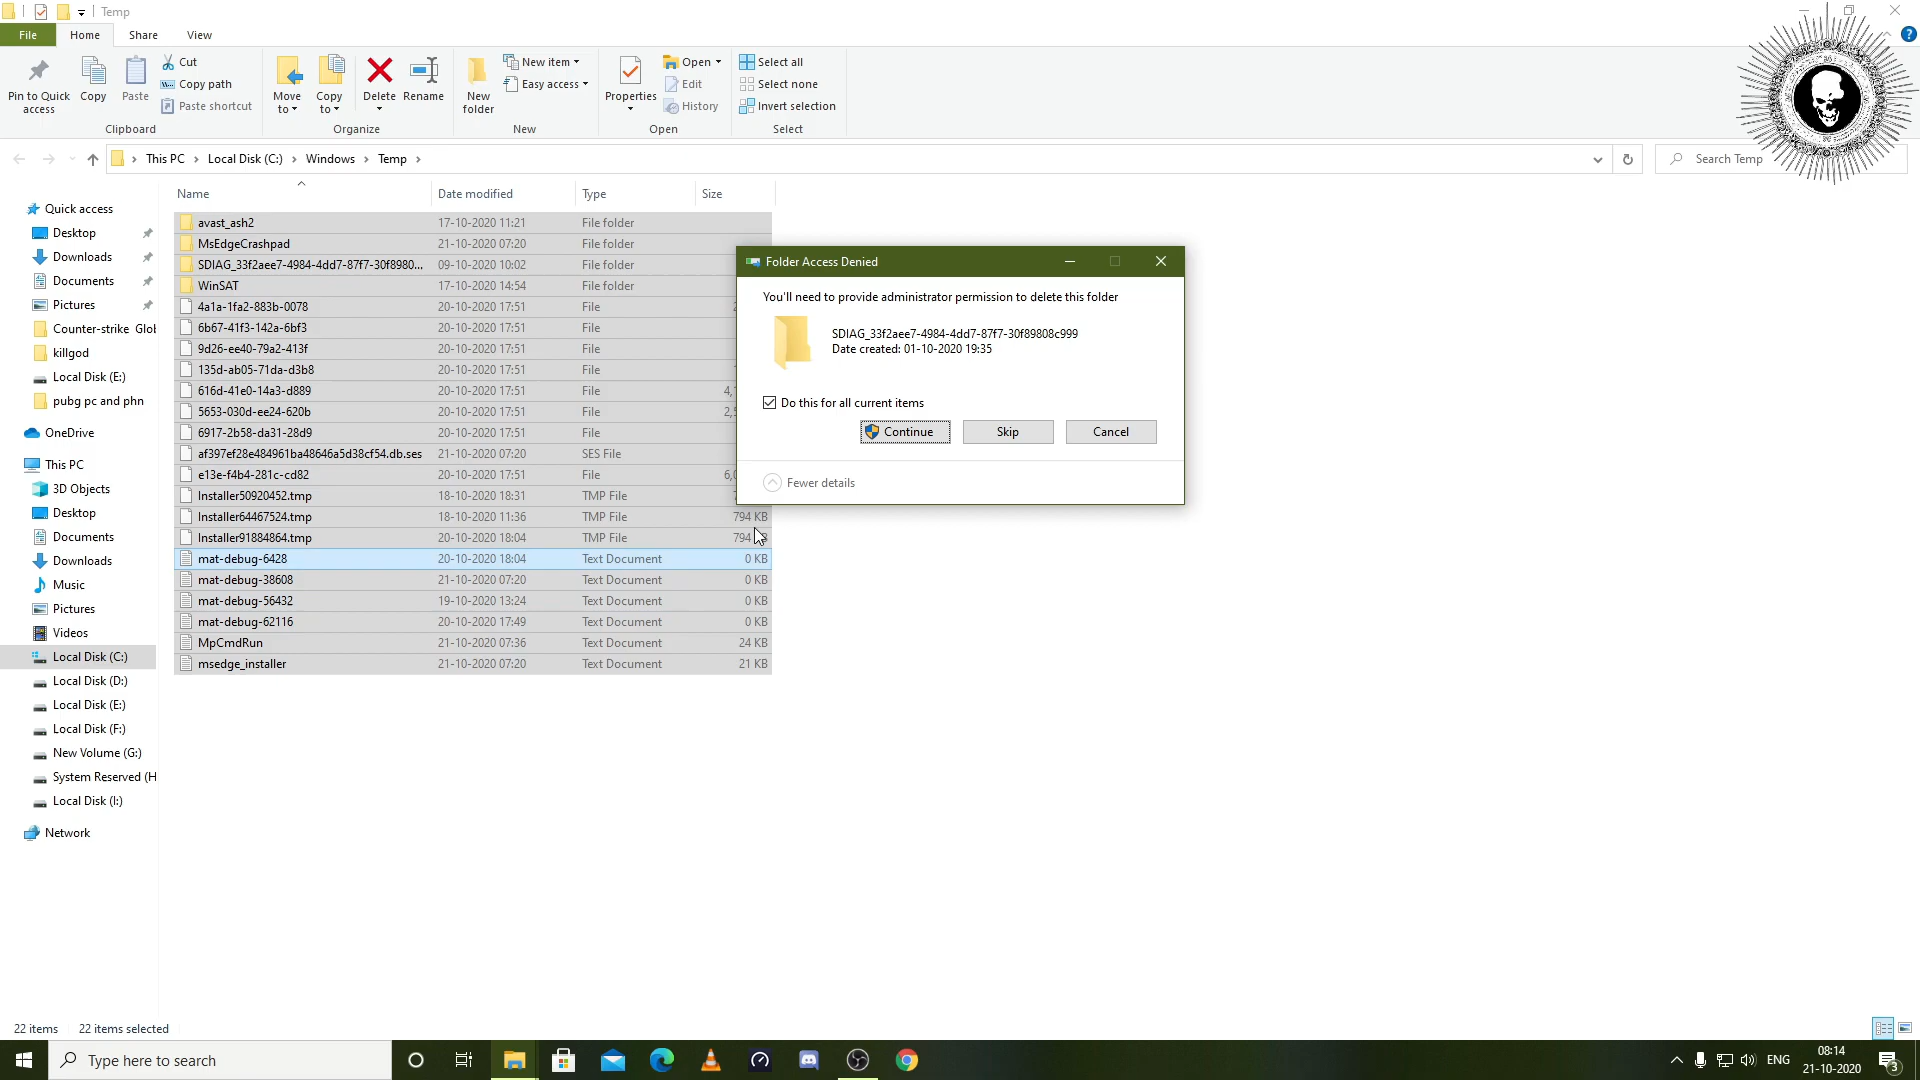 Temp
File
Home
Share
View
Pin to Quick access
Copy
Paste
Cut
Copy path
Paste shortcut
Clipboard
Move to
Copy to
Delete
Rename
Organize
New folder
New item
Easy access
New
Properties
Open
Edit
History
Open
Select all
Select none
Invert selection
Select
This PC
Local Disk (C:)
Windows
Temp
Search Temp
Name
Date modified
Type
Size
Quick access
Desktop
Downloads
Documents
Pictures
Counter-strike Glob
killgod
Local Disk (E:)
pubg pc and phn
OneDrive
This PC
3D Objects
Desktop
Documents
Downloads
Music
Pictures
Videos
Local Disk (C:)
Local Disk (D:)
Local Disk (E:)
Local Disk (F:)
New Volume (G:)
System Reserved (H
Local Disk (I:)
Network
avast_ash2 17-10-2020 11:21 File folder
MsEdgeCrashpad 21-10-2020 07:20 File folder
SDIAG_33f2aee7-4984-4dd7-87f7-30f8980... 09-10-2020 10:02 File folder
WinSAT 17-10-2020 14:54 File folder
4a1a-1fa2-883b-0078 20-10-2020 17:51 File
6b67-41f3-142a-6bf3 20-10-2020 17:51 File
9d26-ee40-79a2-413f 20-10-2020 17:51 File
135d-ab05-71da-d3b8 20-10-2020 17:51 File
616d-41e0-14a3-d889 20-10-2020 17:51 File 4,
5653-030d-ee24-620b 20-10-2020 17:51 File 2,
6917-2b58-da31-28d9 20-10-2020 17:51 File
af397ef28e484961ba48646a5d38cf54.db.ses 21-10-2020 07:20 SES File
e13e-f4b4-281c-cd82 20-10-2020 17:51 File 6,
Installer50920452.tmp 18-10-2020 18:31 TMP File
Installer64467524.tmp 18-10-2020 11:36 TMP File 794 KB
Installer91884864.tmp 20-10-2020 18:04 TMP File 794
mat-debug-6428 20-10-2020 18:04 Text Document 0 KB
mat-debug-38608 21-10-2020 07:20 Text Document 0 KB
mat-debug-56432 19-10-2020 13:24 Text Document 0 KB
mat-debug-62116 20-10-2020 17:49 Text Document 0 KB
MpCmdRun 21-10-2020 07:36 Text Document 24 KB
msedge_installer 21-10-2020 07:20 Text Document 21 KB
Folder Access Denied
You'll need to provide administrator permission to delete this folder
SDIAG_33f2aee7-4984-4dd7-87f7-30f89808c999
Date created: 01-10-2020 19:35
Do this for all current items
Continue
Skip
Cancel
Fewer details
22 items
22 items selected
Type here to search
ENG
08:14
21-10-2020
3